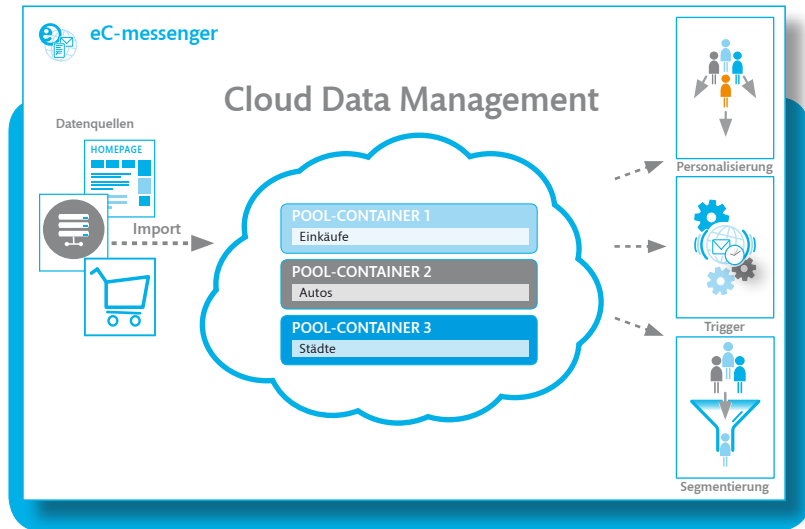 eC-messenger
Cloud Data Management
Datenquellen
HOMEPAGE
Import
POOL-CONTAINER 1
Einkäufe
POOL-CONTAINER 2
Autos
POOL-CONTAINER 3
Städte
Personalisierung
Trigger
Segmentierung